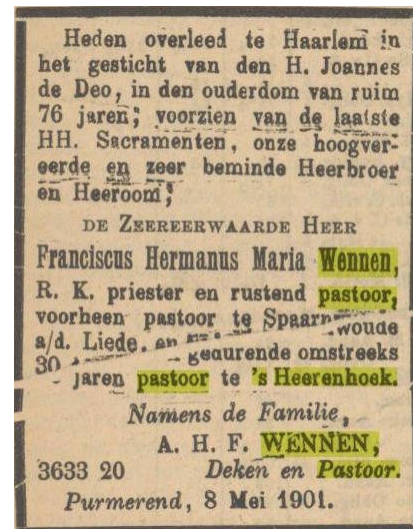 Heden overleed te Haarlem in
het gesticht van den H. Joannes
de Deo, in den ouderdom van ruim
76 jaren, voorzien van de laatste
HH. Sacramenten, onze hoogver-
eerde en zeer beminde Heerbroer
en Heeroom,
DE ZEEREERWAARDE HEER
Franciscus Hermanus Maria Wennen,
R. K. priester en rustend pastoor,
voorheen pastoor te Spaarnwoude
a/d. Liede, en gedurende omstreeks
30 jaren pastoor te 's Heerenhoek.
Namens de Familie,
A. H. F. WENNEN,
3633 20 Deken en Pastoor.
Purmerend, 8 Mei 1901.